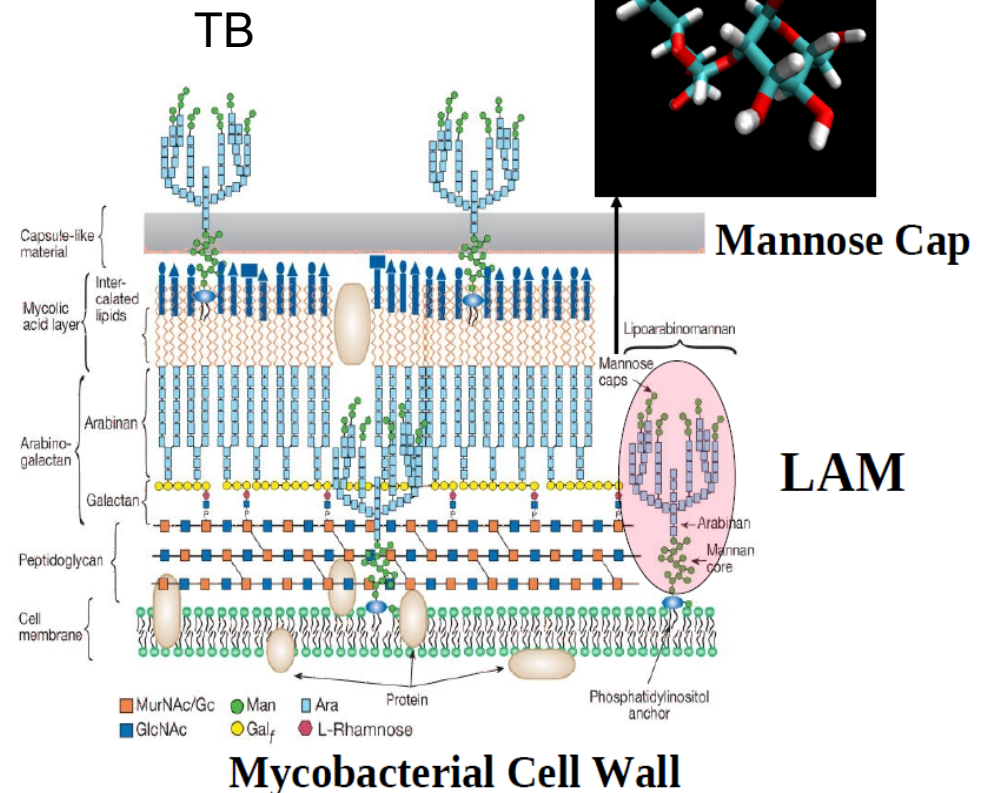 TB
Mannose Cap
Capsule-like
material
Inter-
calated
lipids
Mycolic
acid layer
Lipoarabinomannan
Mannose
caps
Arabinan
Arabino-
galactan
LAM
Galactan
P
P
P
P
P
P
Arabinan
Peptidoglycan
Mannan
core
Cell
membrane
Protein
Phosphatidylinositol
anchor
MurNAc/Gc
Man
Ara
GlcNAc
Galf
L-Rhamnose
Mycobacterial Cell Wall